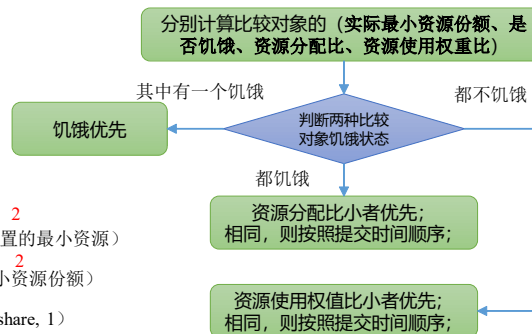 分别计算比较对象的（实际最小资源份额、是
否饥饿、资源分配比、资源使用权重比）
其中有一个饥饿
都不饥饿
饥饿优先
判断两种比较
对象饥饿状态
都饥饿
资源分配比小者优先；
相同，则按照提交时间顺序；
2
置的最小资源）
2
小资源份额）
share, 1）
资源使用权值比小者优先；
相同，则按照提交时间顺序；